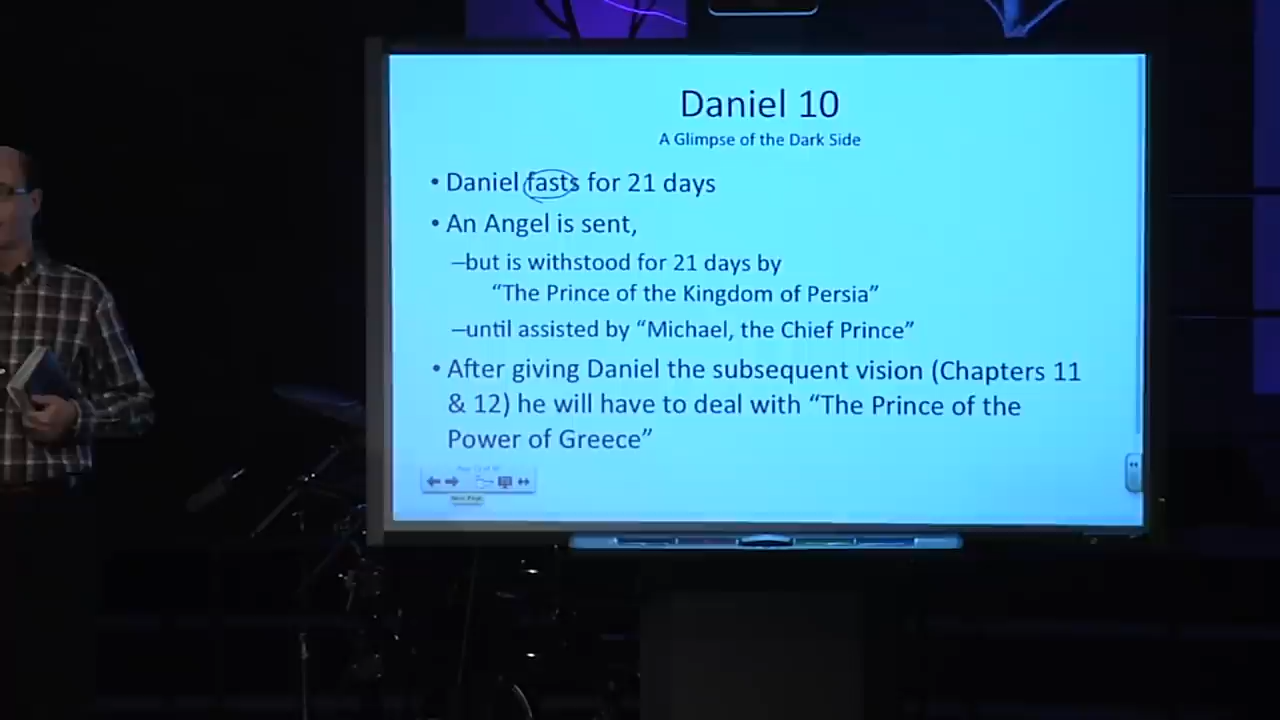 Daniel 10
A Glimpse of the Dark Side
• Daniel fasts for 21 days
• An Angel is sent,
–but is withstood for 21 days by
“The Prince of the Kingdom of Persia”
–until assisted by “Michael, the Chief Prince”
• After giving Daniel the subsequent vision (Chapters 11
& 12) he will have to deal with “The Prince of the
Power of Greece”
Next Page